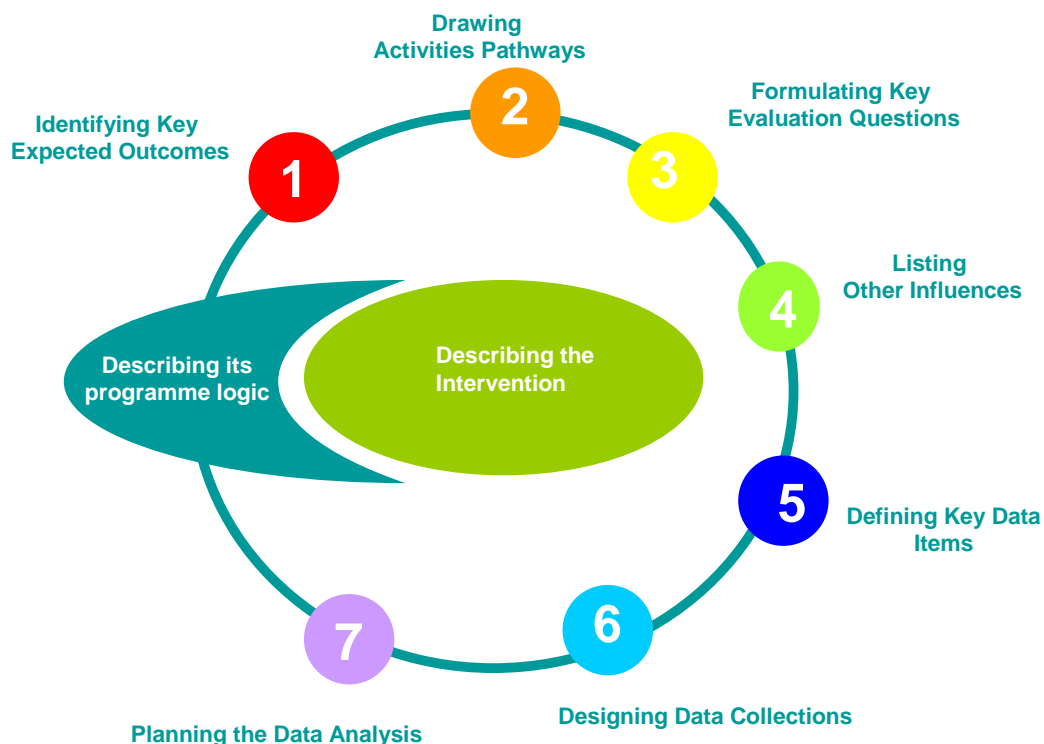 Drawing
Activities Pathways
2
Formulating Key
Evaluation Questions
3
Identifying Key
Expected Outcomes
1
Listing
Other Influences
4
Describing its
programme logic
Describing the
Intervention
5
Defining Key Data
Items
6
7
Designing Data Collections
Planning the Data Analysis